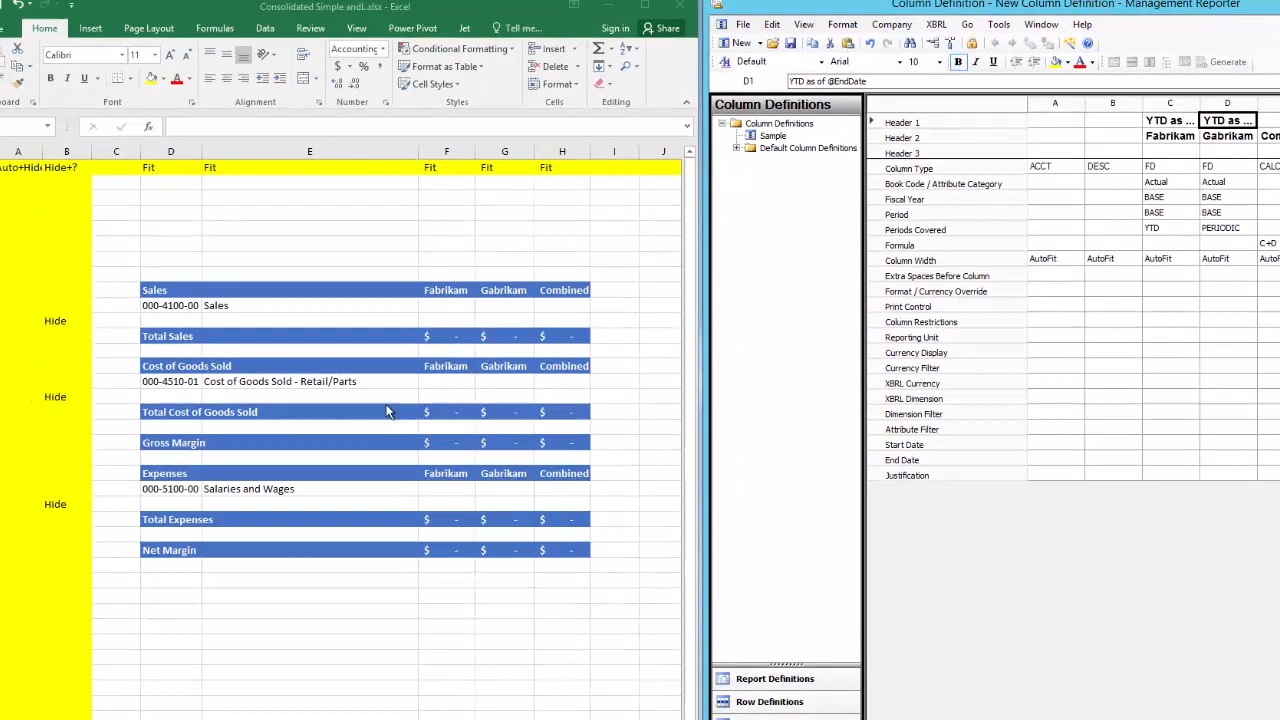 Consolidated Simple andL.xlsx - Excel
Home Insert Formulas Data Review View Power Pivot Jet Tell me... Share
Calibri 11 Accounting Conditional Formatting Insert
B I U A $ % Format as Table Delete
Cell Styles Format
Font Alignment Number Styles Cells Editing
fx
A B C D E F G H I J
Auto+Hide Hide+? Fit Fit Fit Fit Fit
Sales Fabrikam Gabrikam Combined
000-4100-00 Sales
Hide
Total Sales $ - $ - $ -
Cost of Goods Sold Fabrikam Gabrikam Combined
000-4510-01 Cost of Goods Sold - Retail/Parts
Hide
Total Cost of Goods Sold $ - $ - $ -
Gross Margin $ - $ - $ -
Expenses Fabrikam Gabrikam Combined
000-5100-00 Salaries and Wages
Hide
Total Expenses $ - $ - $ -
Net Margin $ - $ - $ -
Column Definition - New Column Definition - Management Reporter
File Edit View Format Company XBRL Go Tools Window Help
New
Default Arial 10 B I U A Generate
D1 YTD as of @EndDate
Column Definitions
Column Definitions
Sample
Default Column Definitions
Report Definitions
Row Definitions
A B C D
Header 1 YTD as ... YTD as ...
Header 2 Fabrikam Gabrikam Com
Header 3
Column Type ACCT DESC FD FD CALC
Book Code / Attribute Category Actual Actual
Fiscal Year BASE BASE
Period BASE BASE
Periods Covered YTD PERIODIC
Formula C+D
Column Width AutoFit AutoFit AutoFit AutoFit AutoF
Extra Spaces Before Column
Format / Currency Override
Print Control
Column Restrictions
Reporting Unit
Currency Display
Currency Filter
XBRL Currency
XBRL Dimension
Dimension Filter
Attribute Filter
Start Date
End Date
Justification